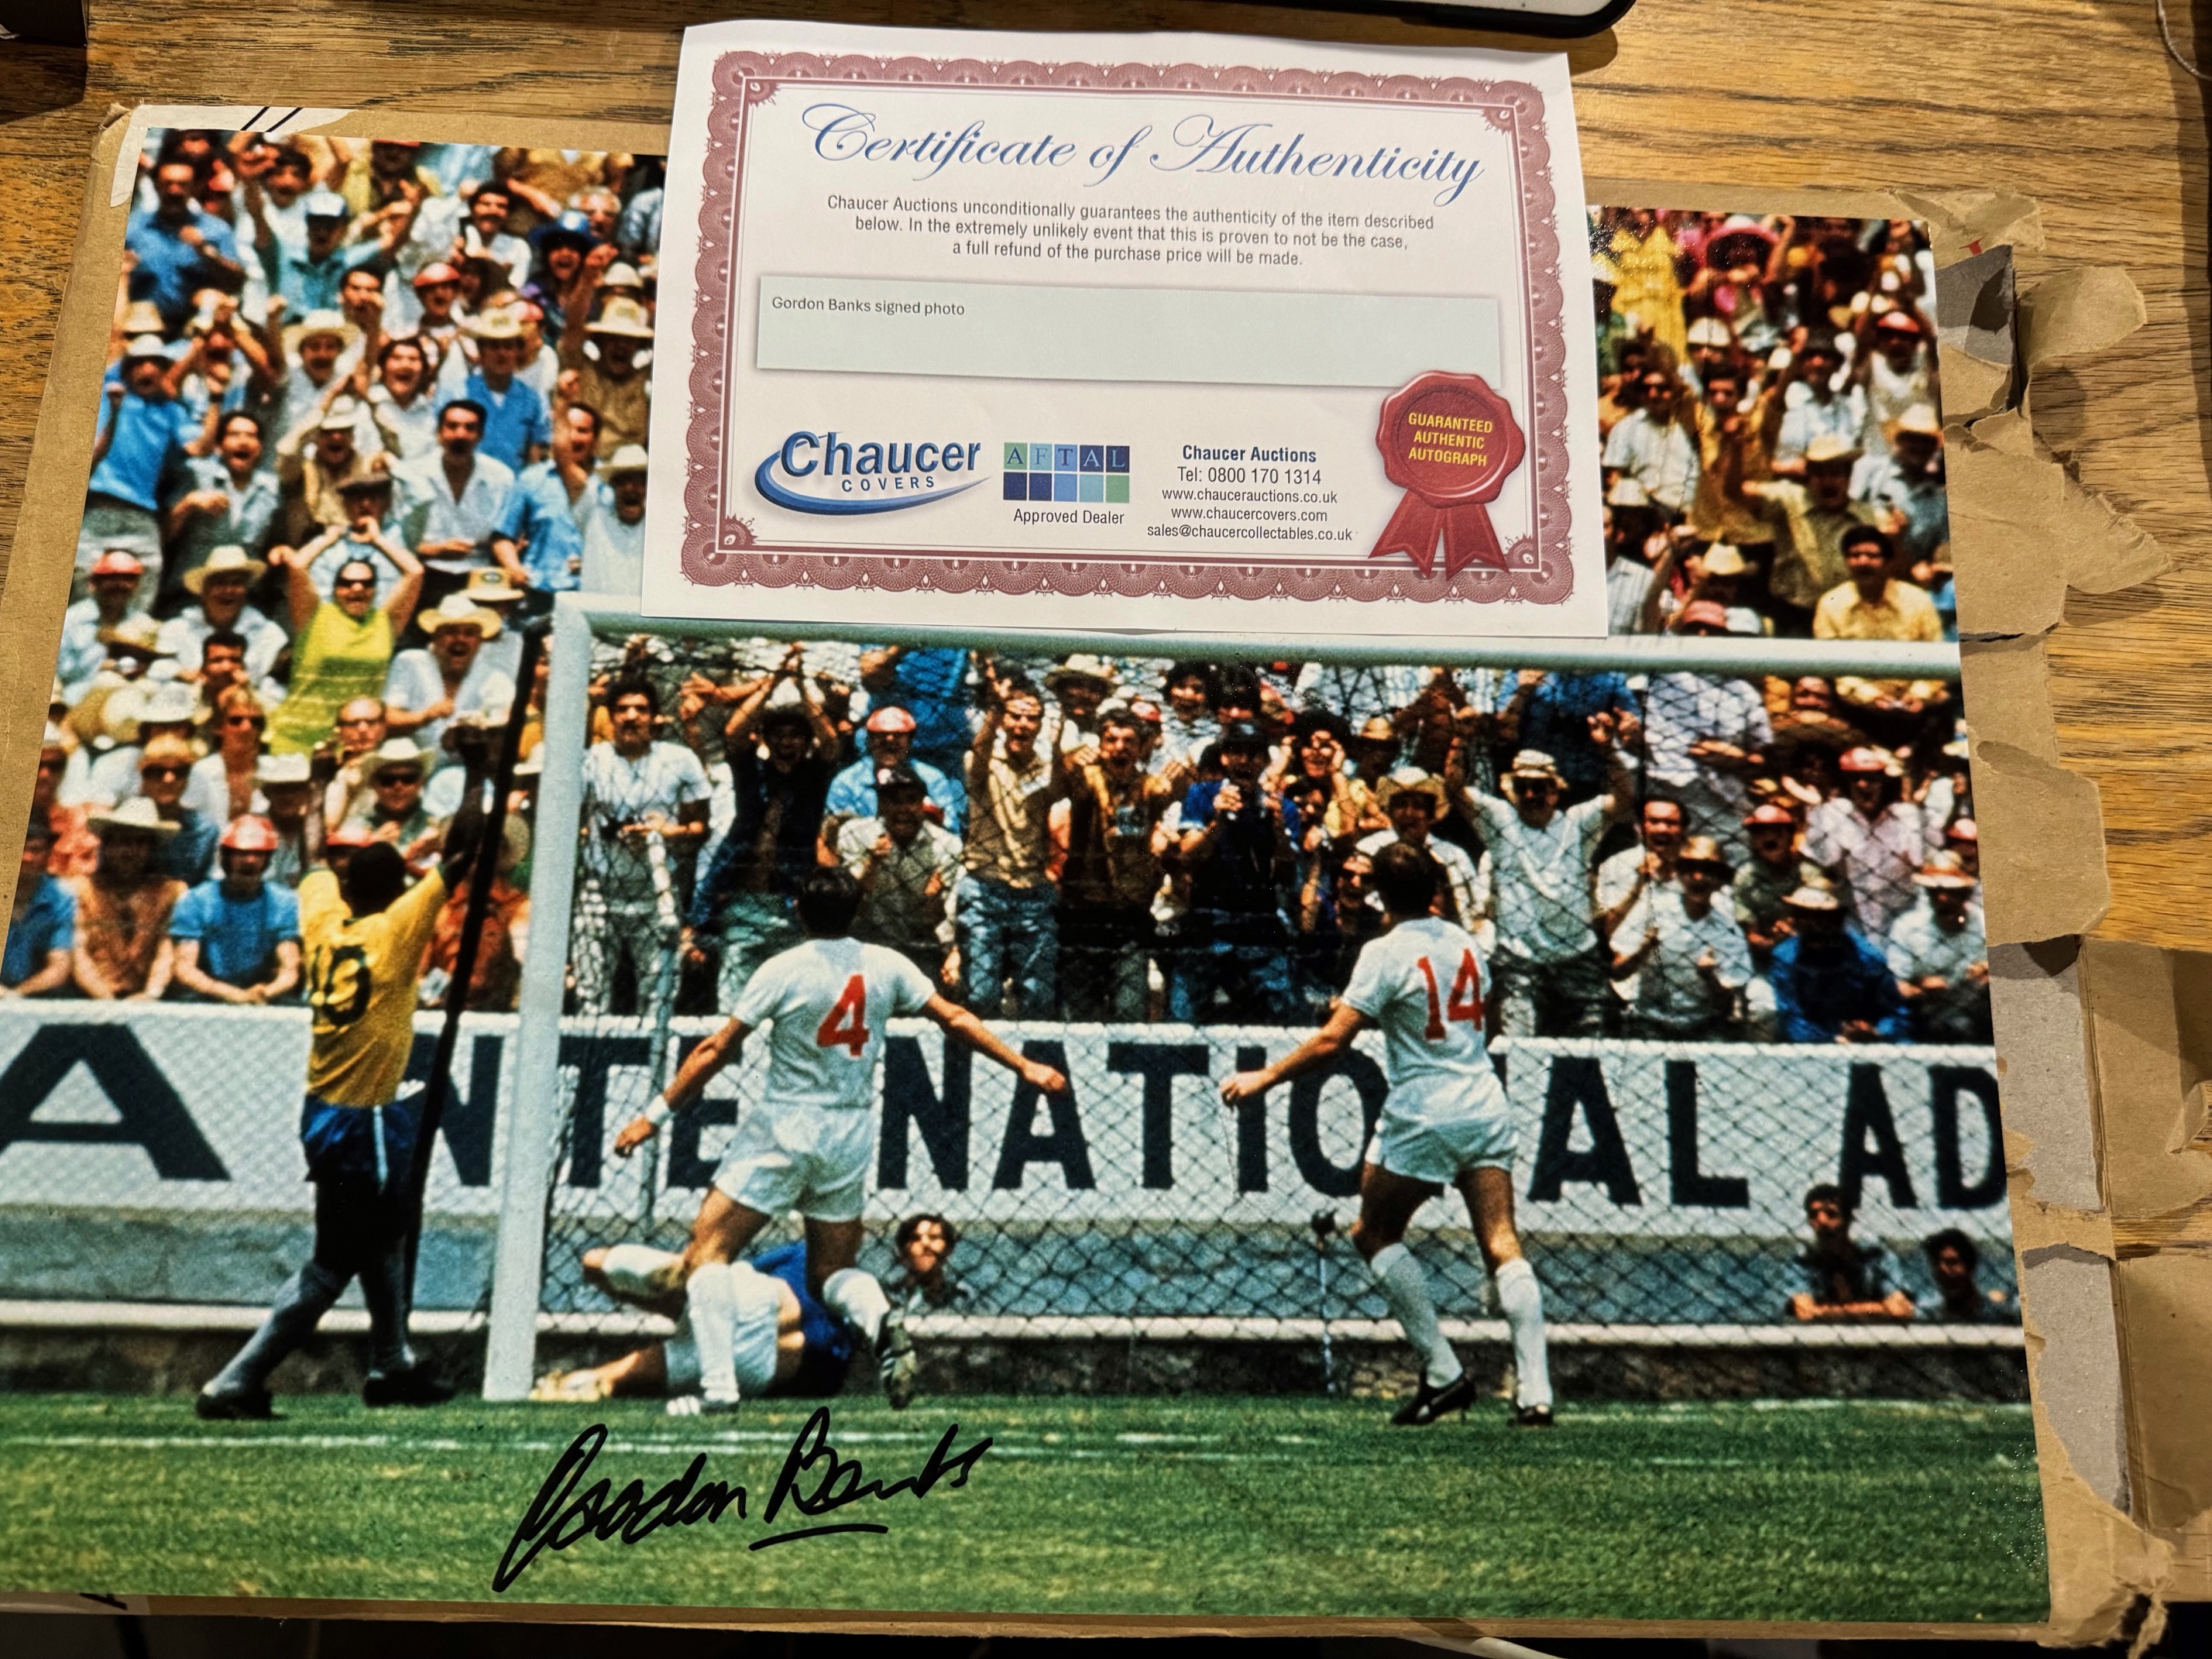 Certificate of Authenticity
Chaucer Auctions unconditionally guarantees the authenticity of the item described
below. In the extremely unlikely event that this is proven to not be the case,
a full refund of the purchase price will be made.
Gordon Banks signed photo
Chaucer
COVERS
AFTAL
Approved Dealer
Chaucer Auctions
Tel: 0800 170 1314
www.chaucerauctions.co.uk
www.chaucercovers.com
sales@chaucercollectables.co.uk
GUARANTEED
AUTHENTIC
AUTOGRAPH
10
4
14
A INTERNATIONAL AD
Gordon Banks